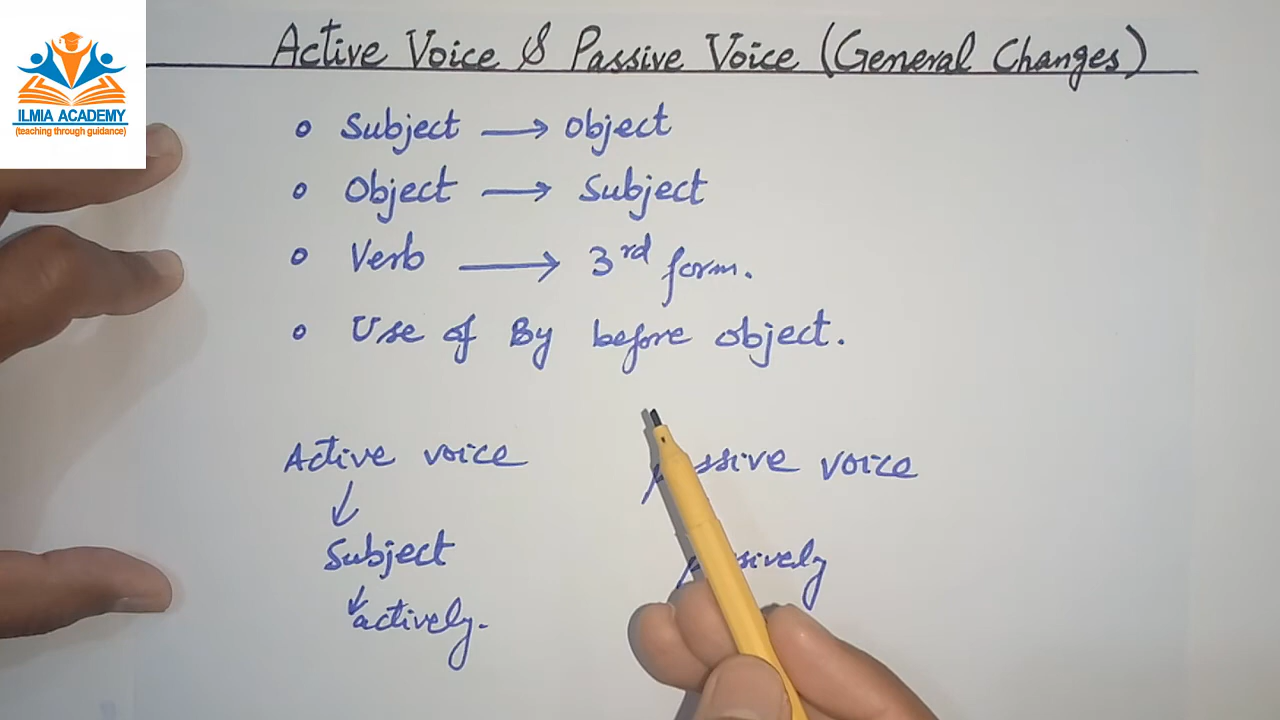 ILMIA ACADEMY
(teaching through guidance)
Active Voice & Passive Voice (General Changes)
Subject → Object
Object → Subject
Verb → 3rd form.
Use of By before object.
Active voice
voice
↓
Subject
↓
actively.